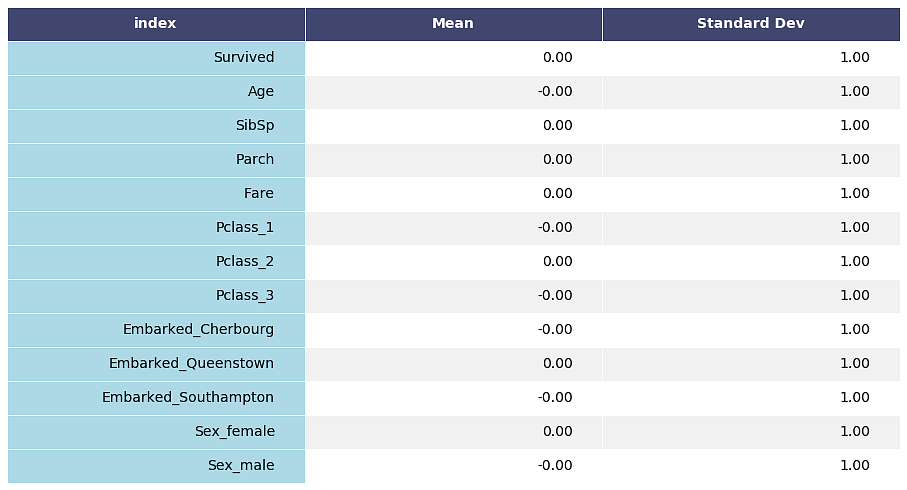 index Mean Standard Dev
Survived 0.00 1.00
Age -0.00 1.00
SibSp 0.00 1.00
Parch 0.00 1.00
Fare 0.00 1.00
Pclass_1 -0.00 1.00
Pclass_2 0.00 1.00
Pclass_3 -0.00 1.00
Embarked_Cherbourg -0.00 1.00
Embarked_Queenstown 0.00 1.00
Embarked_Southampton -0.00 1.00
Sex_female 0.00 1.00
Sex_male -0.00 1.00